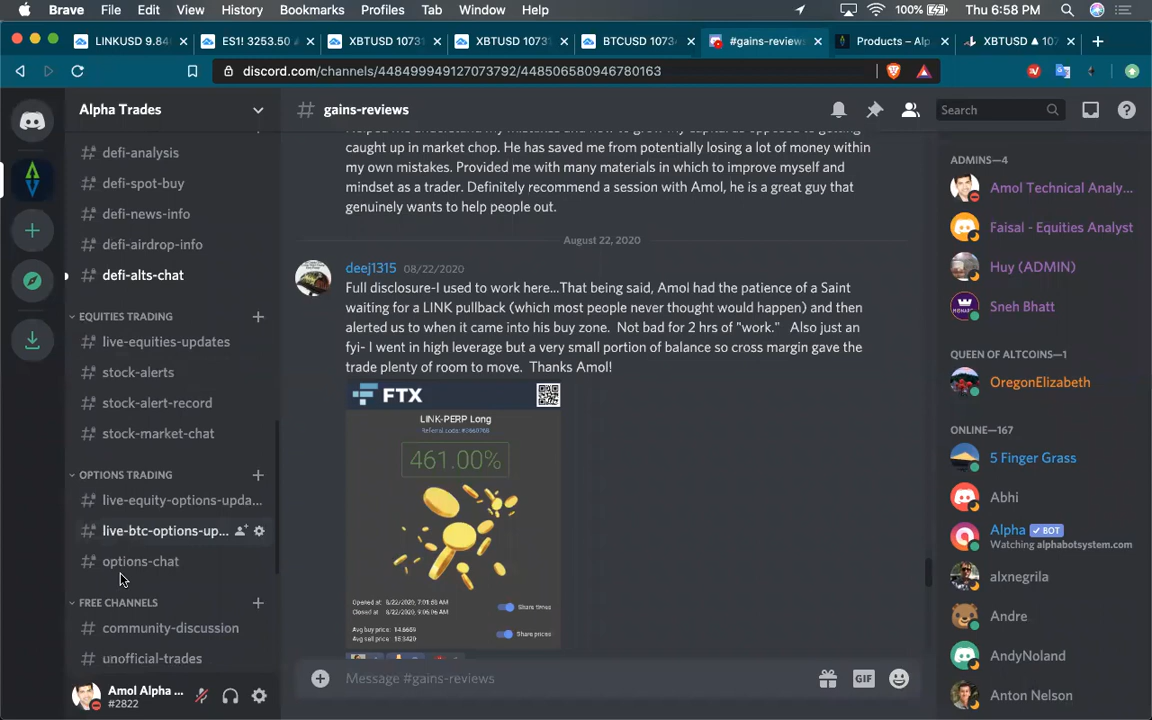 Brave File Edit View History Bookmarks Profiles Tab Window Help 100% Thu 6:58 PM
LINKUSD 9.84 ES1! 3253.50 XBTUSD 1073 XBTUSD 1073 BTCUSD 1073 #gains-reviews Products – Al XBTUSD ▲ 107
discord.com/channels/448499949127073792/448506580946780163
Alpha Trades
# gains-reviews
Search
# defi-analysis
# defi-spot-buy
# defi-news-info
# defi-airdrop-info
# defi-alts-chat
EQUITIES TRADING
# live-equities-updates
# stock-alerts
# stock-alert-record
# stock-market-chat
OPTIONS TRADING
# live-equity-options-upda...
# live-btc-options-up...
# options-chat
FREE CHANNELS
# community-discussion
# unofficial-trades
Amol Alpha ...
#2822
caught up in market chop. He has saved me from potentially losing a lot of money within
my own mistakes. Provided me with many materials in which to improve myself and
mindset as a trader. Definitely recommend a session with Amol, he is a great guy that
genuinely wants to help people out.
August 22, 2020
deej1315 08/22/2020
Full disclosure-I used to work here...That being said, Amol had the patience of a Saint
waiting for a LINK pullback (which most people never thought would happen) and then
alerted us to when it came into his buy zone. Not bad for 2 hrs of "work." Also just an
fyi- I went in high leverage but a very small portion of balance so cross margin gave the
trade plenty of room to move. Thanks Amol!
FTX
LINK-PERP Long
461.00%
Share times
Share prices
Message #gains-reviews
GIF
ADMINS—4
Amol Technical Analy...
Faisal - Equities Analyst
Huy (ADMIN)
Sneh Bhatt
QUEEN OF ALTCOINS—1
OregonElizabeth
ONLINE—167
5 Finger Grass
Abhi
Alpha BOT
Watching alphabotsystem.com
alxnegrila
Andre
AndyNoland
Anton Nelson